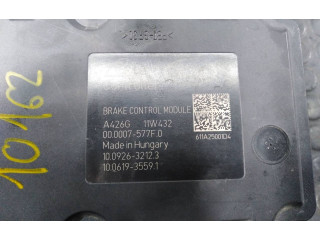 BRAKE CONTROL MODULE
A426G 11W432
00.0007-577F.0
Made in Hungary
10.0926-3212.3
10.0619-3559.1
611A2500104
10162